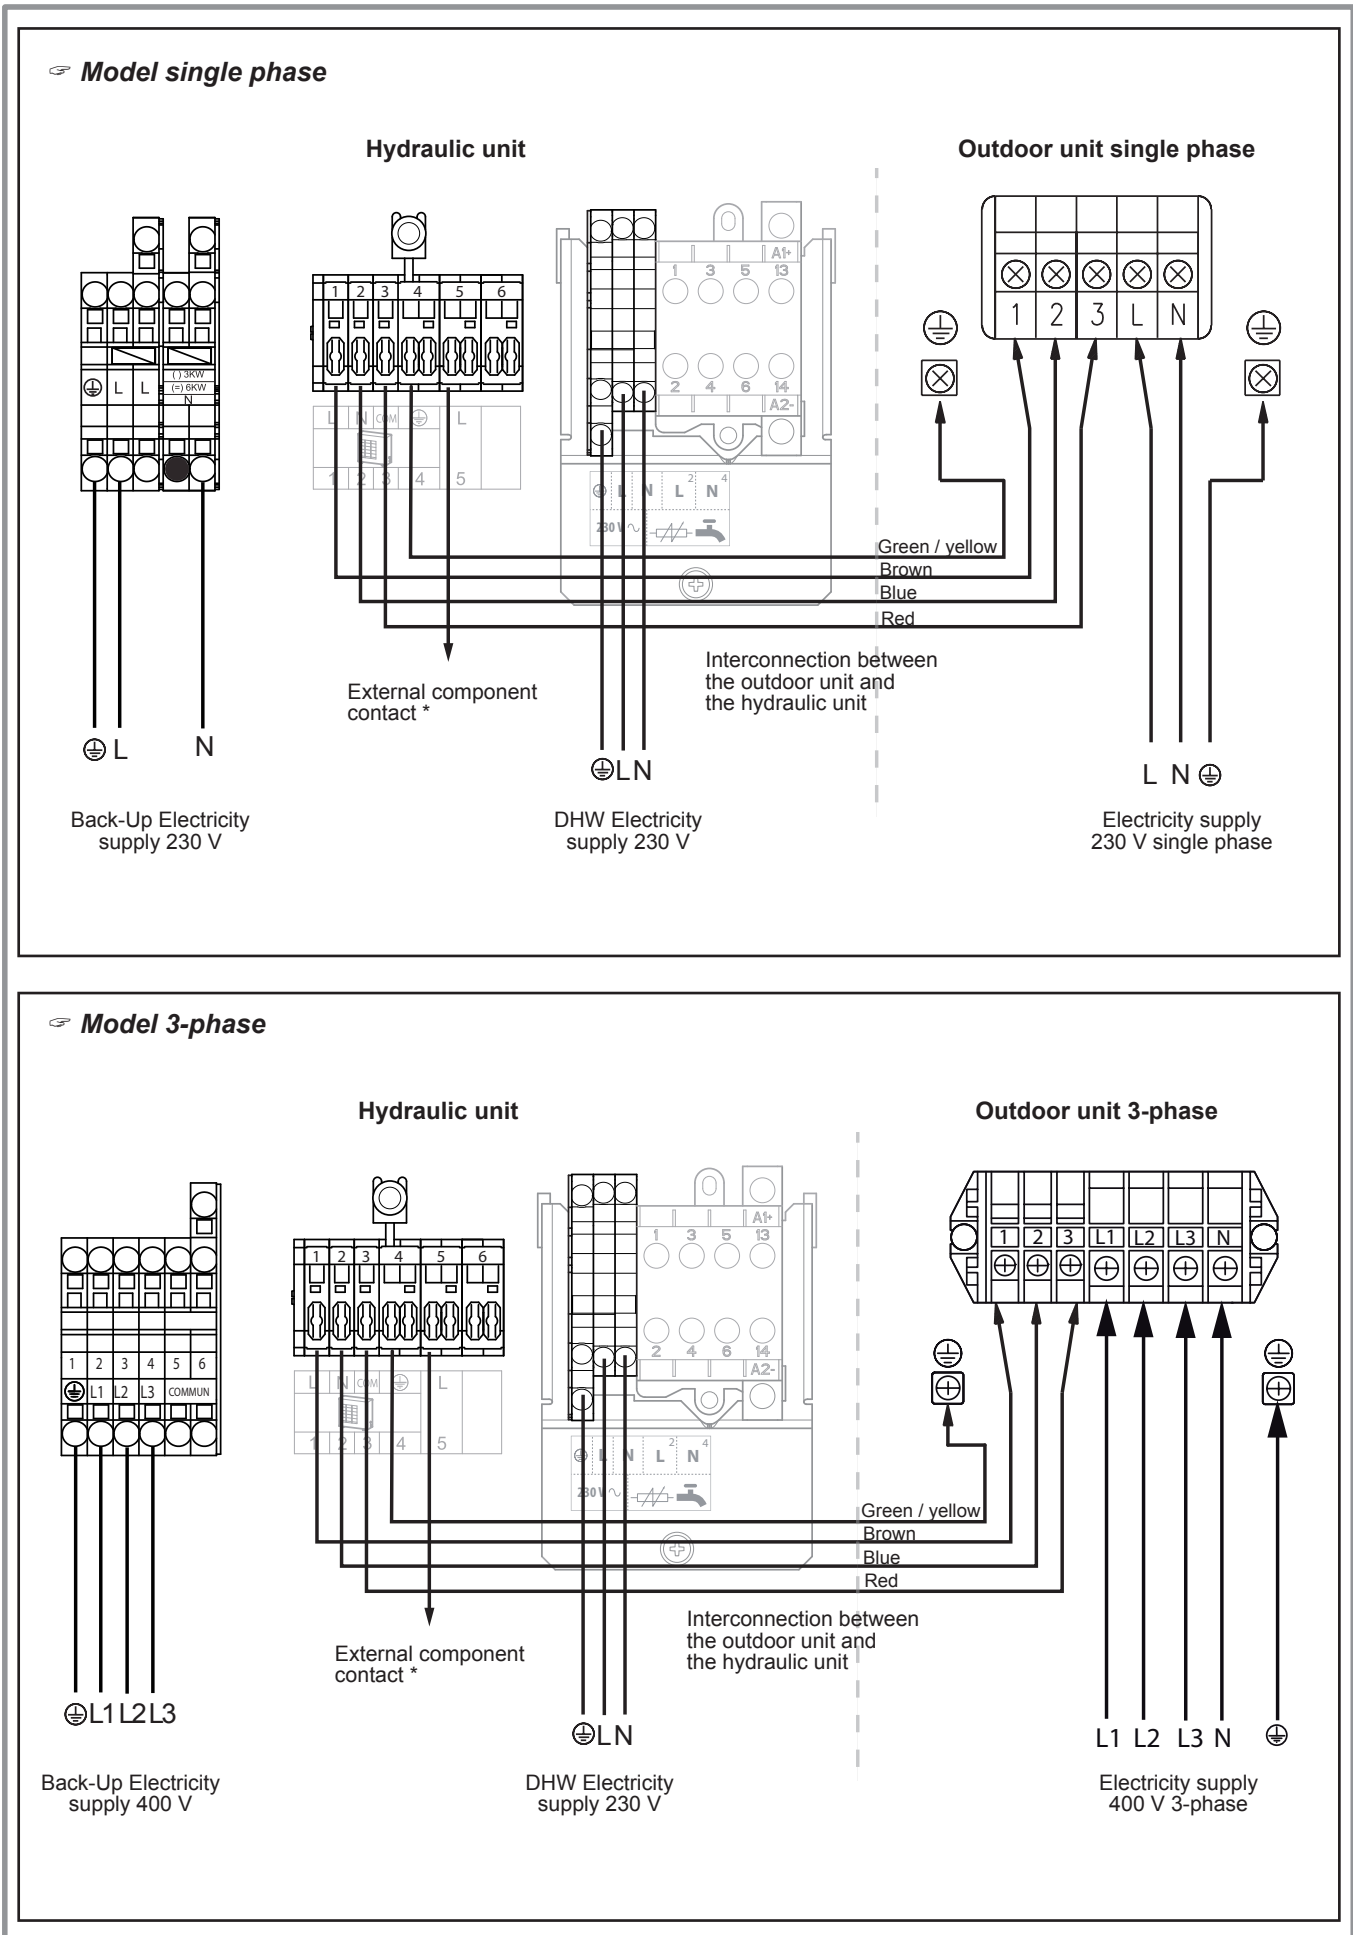 ☞ Model single phase
Hydraulic unit
Outdoor unit single phase
1 2 3 4 5 6
A1+
1 3 5 13
2 4 6 14
A2-
1 2 3 L N
L L
( ) 3KW
(=) 6KW
N
L N COM L
1 2 3 4 5
L N L 2 N 4
230 V ~
Green / yellow
Brown
Blue
Red
External component
contact *
Interconnection between
the outdoor unit and
the hydraulic unit
L N
L N
L N
Back-Up Electricity
supply 230 V
DHW Electricity
supply 230 V
Electricity supply
230 V single phase
☞ Model 3-phase
Hydraulic unit
Outdoor unit 3-phase
1 2 3 4 5 6
A1+
1 3 5 13
2 4 6 14
A2-
1 2 3 L1 L2 L3 N
1 2 3 4 5 6
L1 L2 L3 COMMUN
L N COM L
1 2 3 4 5
L N L 2 N 4
230 V ~
Green / yellow
Brown
Blue
Red
External component
contact *
Interconnection between
the outdoor unit and
the hydraulic unit
L1 L2 L3
L N
L1 L2 L3 N
Back-Up Electricity
supply 400 V
DHW Electricity
supply 230 V
Electricity supply
400 V 3-phase